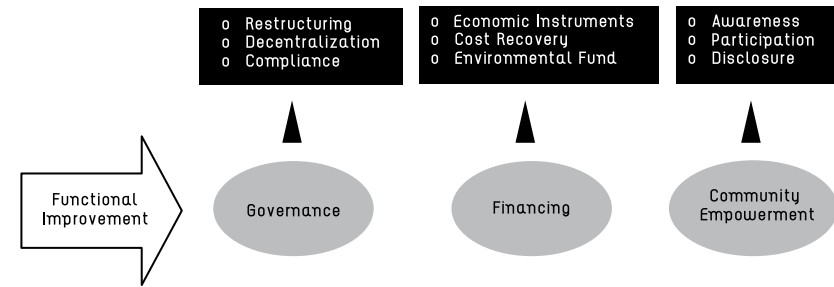 o Restructuring
o Decentralization
o Compliance
o Economic Instruments
o Cost Recovery
o Environmental Fund
o Awareness
o Participation
o Disclosure
Functional
Improvement
Governance
Financing
Community
Empowerment